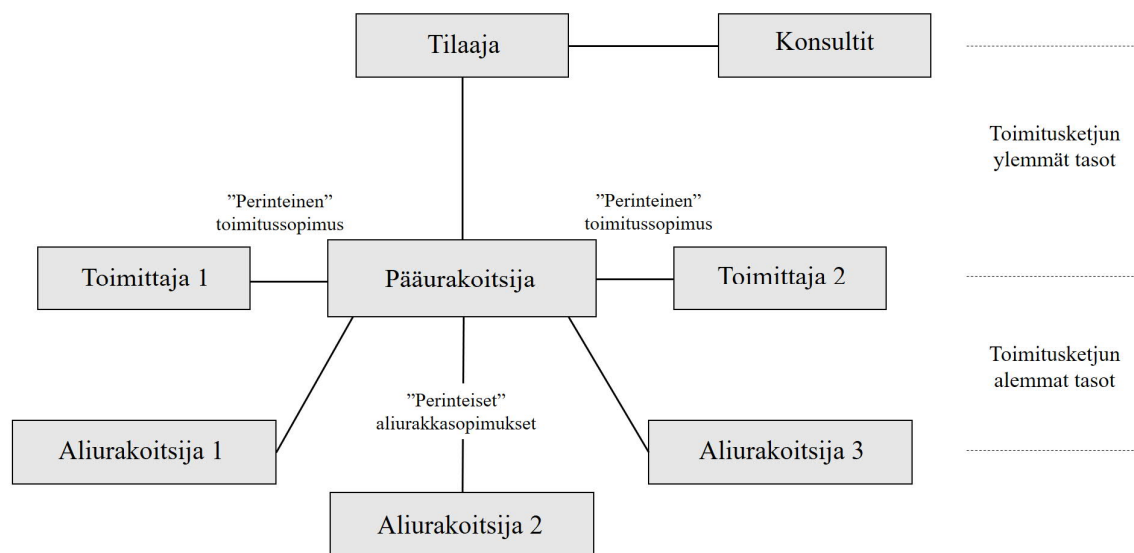 Tilaaja
Konsultit
Toimitusketjun
ylemmät tasot
”Perinteinen”
toimitussopimus
”Perinteinen”
toimitussopimus
Toimittaja 1
Pääurakoitsija
Toimittaja 2
Toimitusketjun
alemmat tasot
”Perinteiset”
aliurakkasopimukset
Aliurakoitsija 1
Aliurakoitsija 3
Aliurakoitsija 2